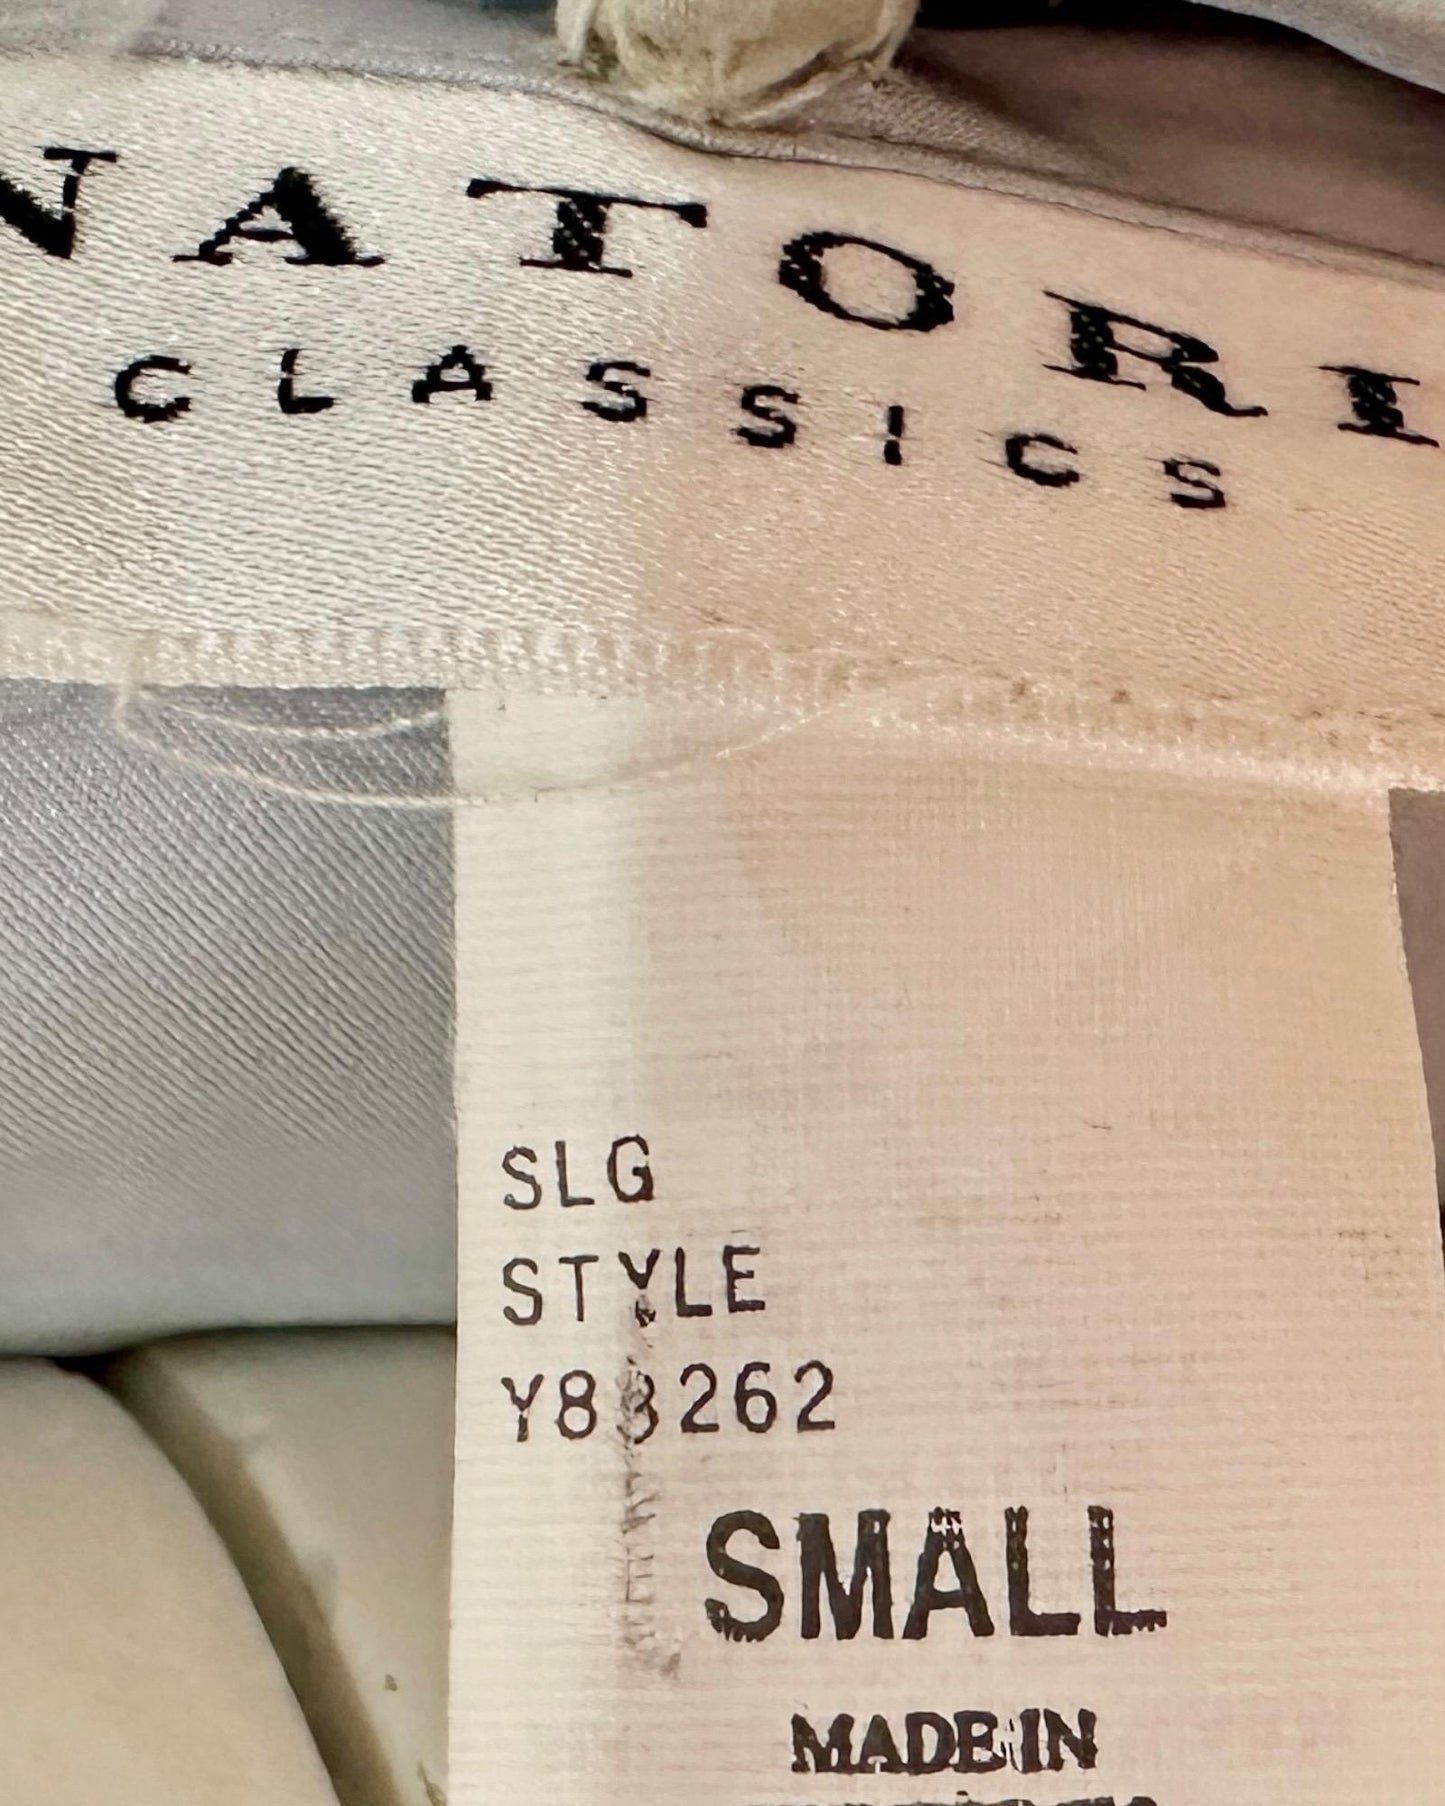 NATORI
CLASSICS
SLG
STYLE
Y83262
SMALL
MADE IN